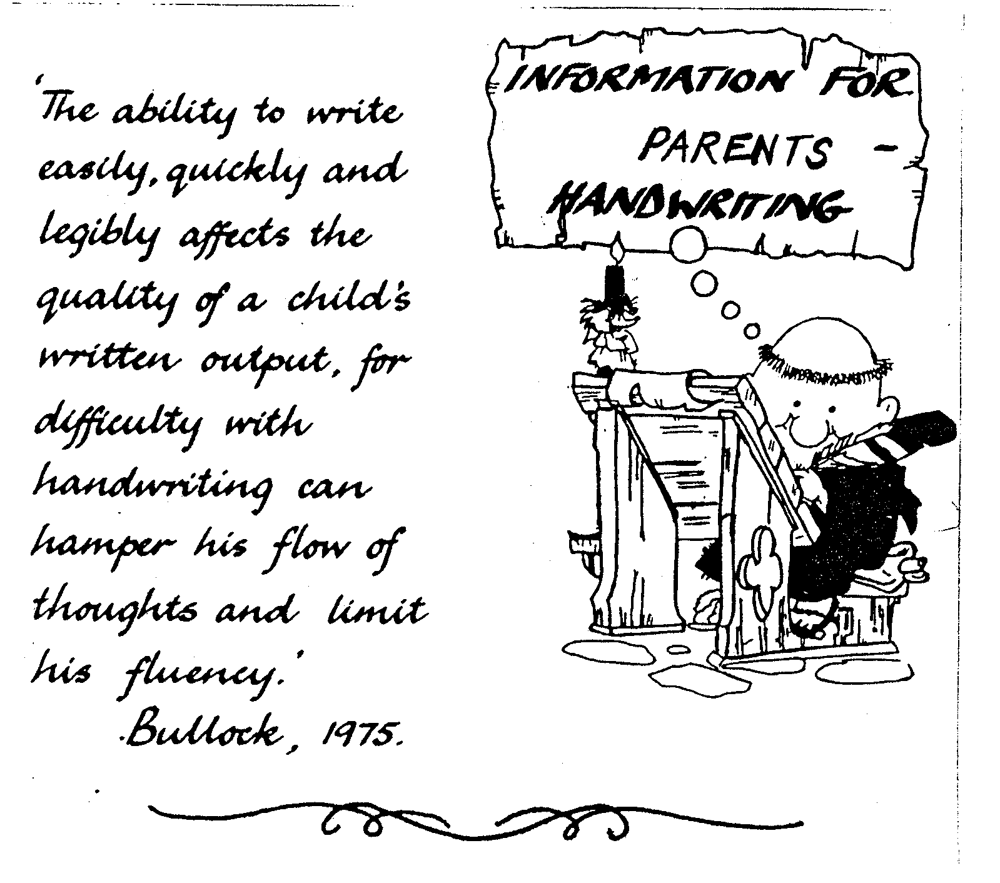 'The ability to write
easily, quickly and
legibly affects the
quality of a child's
written output, for
difficulty with
handwriting can
hamper his flow of
thoughts and limit
his fluency.'
Bullock, 1975.
INFORMATION FOR
PARENTS -
HANDWRITING